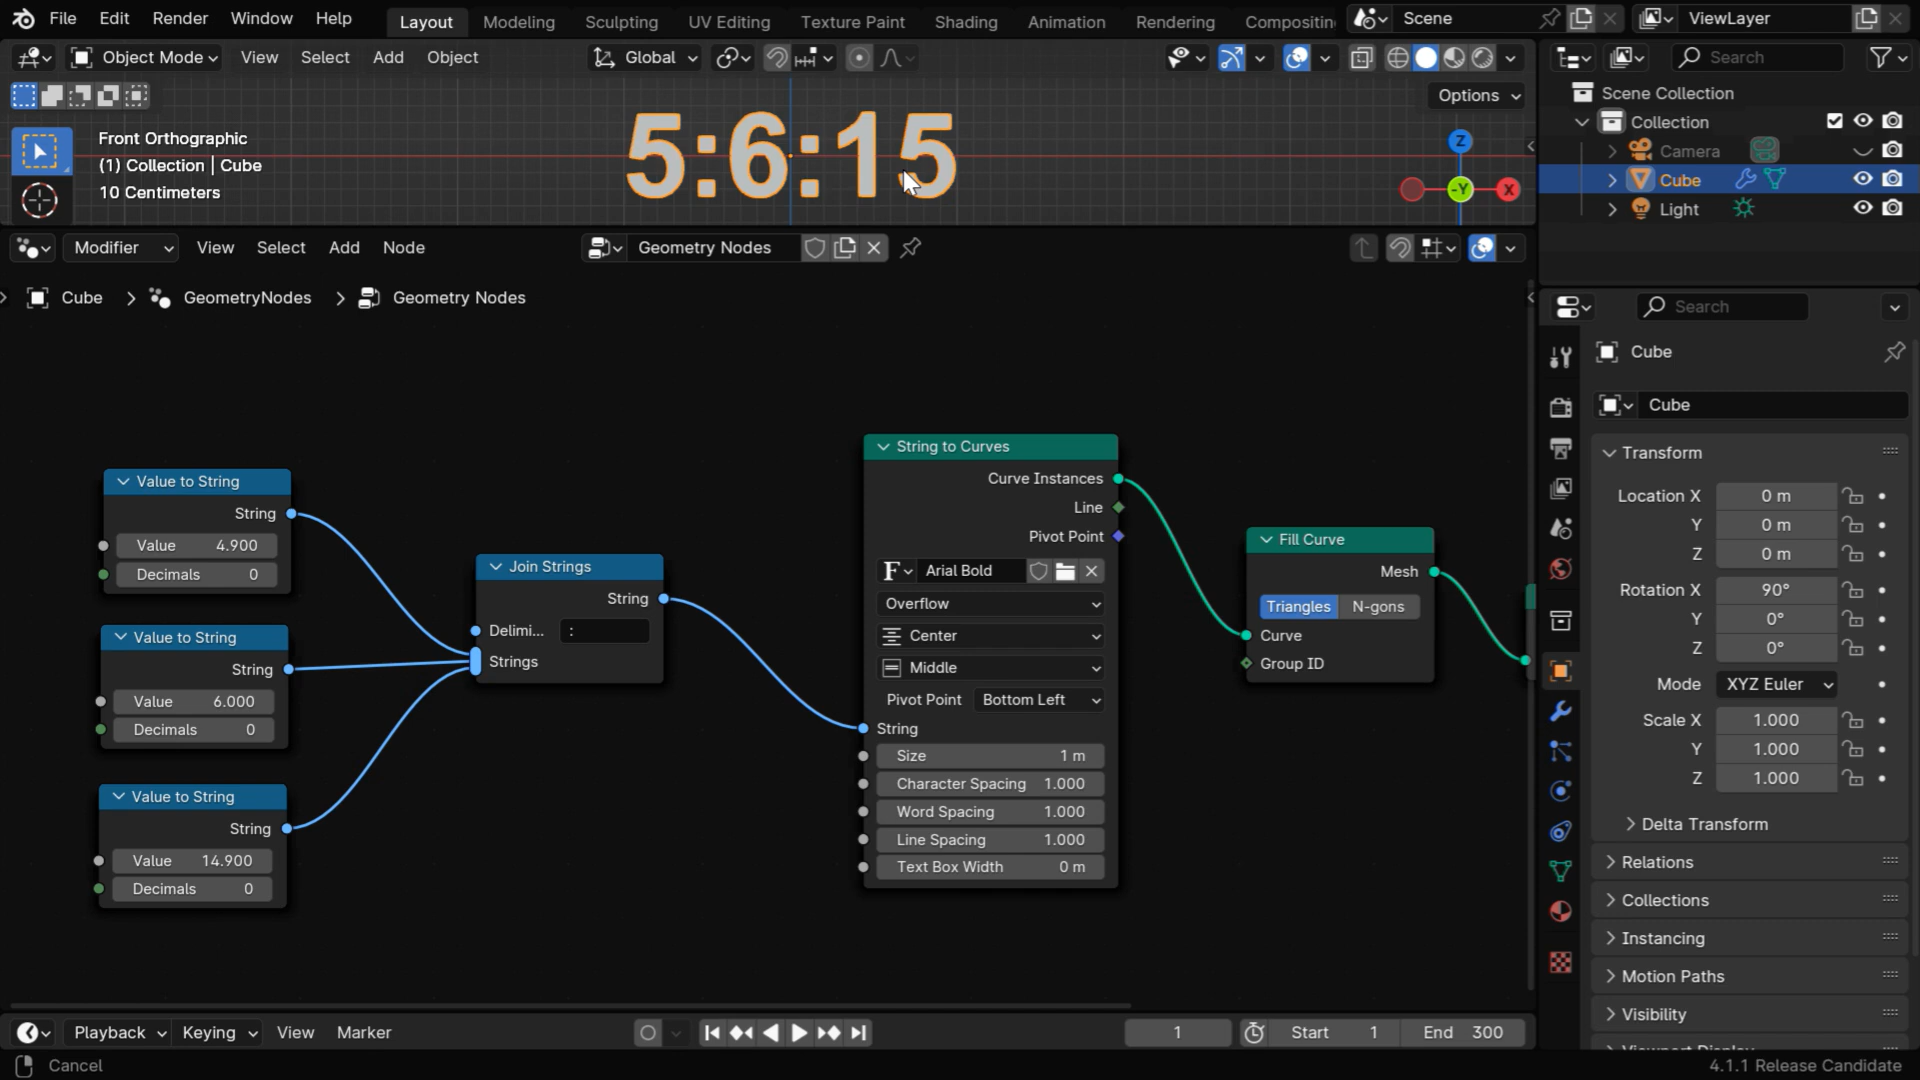 File Edit Render Window Help Layout Modeling Sculpting UV Editing Texture Paint Shading Animation Rendering Compositin Scene ViewLayer
Object Mode View Select Add Object Global Search
Options
Front Orthographic
(1) Collection | Cube
10 Centimeters
5:6:15
Z
-Y
X
Scene Collection
Collection
Camera
Cube
Light
Modifier View Select Add Node Geometry Nodes
Cube > GeometryNodes > Geometry Nodes
Value to String
String
Value 4.900
Decimals 0
Value to String
String
Value 6.000
Decimals 0
Value to String
String
Value 14.900
Decimals 0
Join Strings
String
Delimi... :
Strings
String to Curves
Curve Instances
Line
Pivot Point
F Arial Bold
Overflow
Center
Middle
Pivot Point Bottom Left
String
Size 1 m
Character Spacing 1.000
Word Spacing 1.000
Line Spacing 1.000
Text Box Width 0 m
Fill Curve
Mesh
Triangles N-gons
Curve
Group ID
Search
Cube
Cube
Transform
Location X 0 m
Y 0 m
Z 0 m
Rotation X 90°
Y 0°
Z 0°
Mode XYZ Euler
Scale X 1.000
Y 1.000
Z 1.000
Delta Transform
Relations
Collections
Instancing
Motion Paths
Visibility
Playback Keying View Marker 1 Start 1 End 300
Cancel 4.1.1 Release Candidate